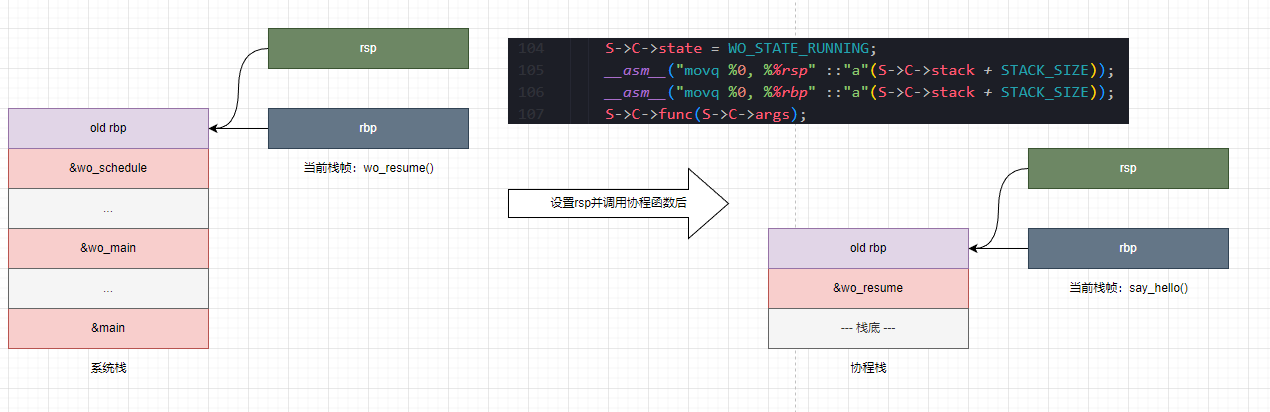 rsp
old rbp
rbp
&wo_schedule
当前栈帧：wo_resume()
...
&wo_main
...
&main
系统栈
104 S->C->state = WO_STATE_RUNNING;
105 __asm__("movq %0, %%rsp" ::"a"(S->C->stack + STACK_SIZE));
106 __asm__("movq %0, %%rbp" ::"a"(S->C->stack + STACK_SIZE));
107 S->C->func(S->C->args);
设置rsp并调用协程函数后
rsp
old rbp
rbp
&wo_resume
当前栈帧：say_hello()
--- 栈底 ---
协程栈